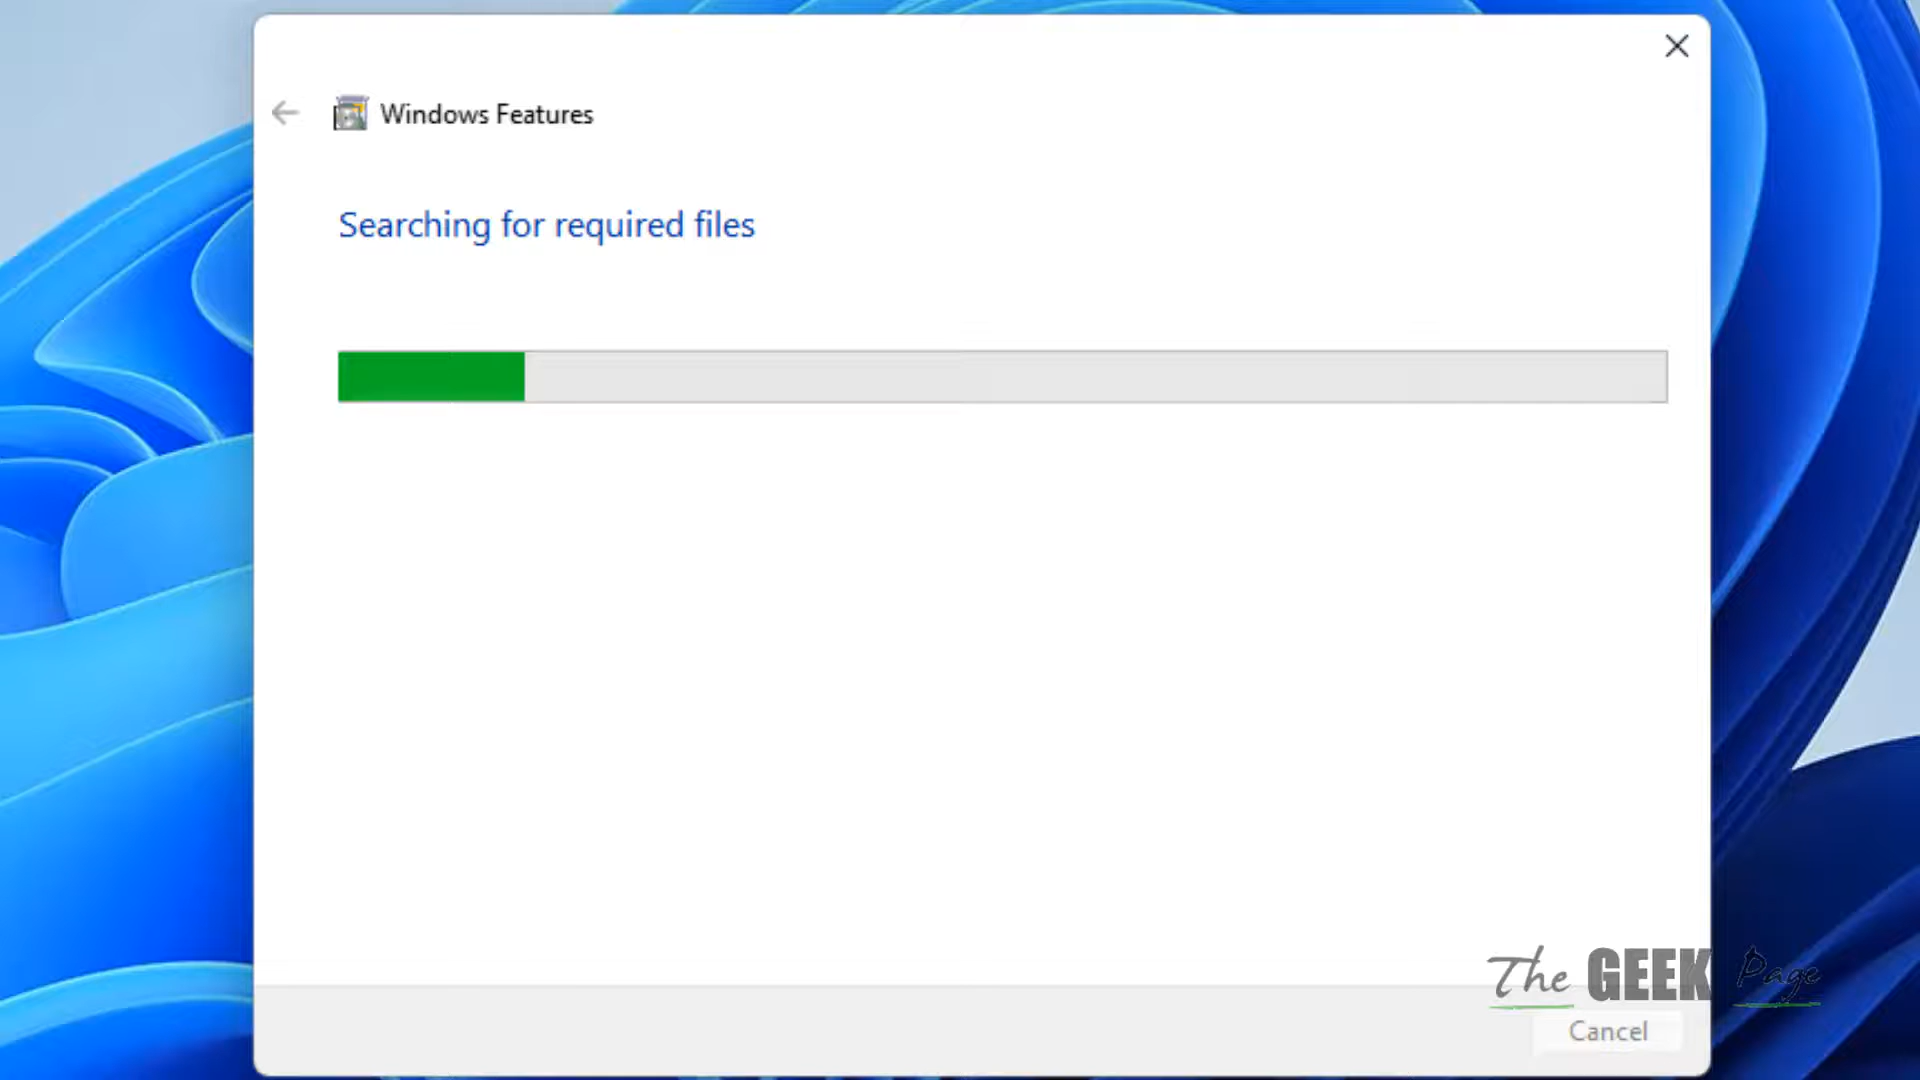 Windows Features
Searching for required files
The GEEK Page
Cancel